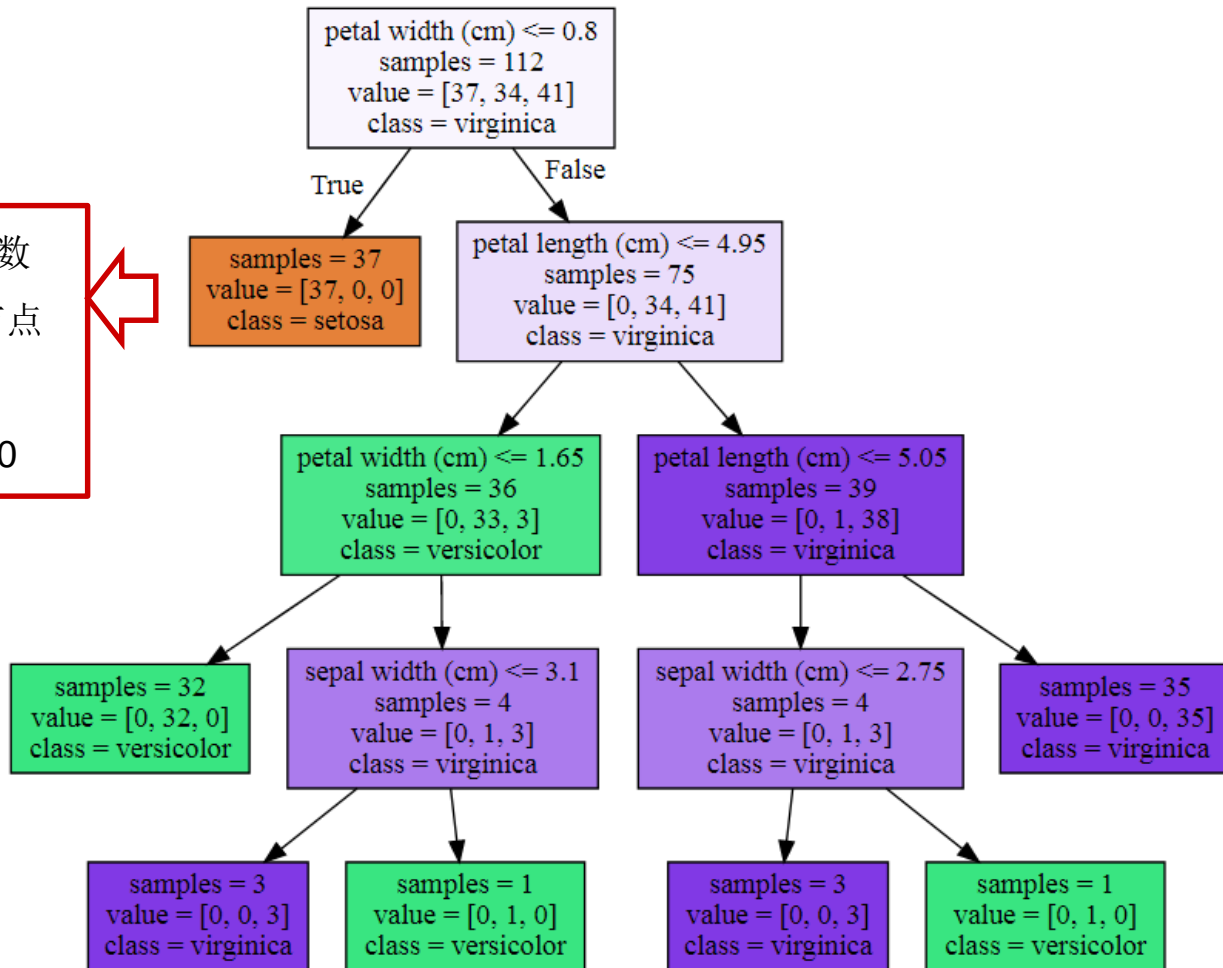 petal width (cm) <= 0.8
samples = 112
value = [37, 34, 41]
class = virginica
True
False
数
点
0
samples = 37
value = [37, 0, 0]
class = setosa
petal length (cm) <= 4.95
samples = 75
value = [0, 34, 41]
class = virginica
petal width (cm) <= 1.65
samples = 36
value = [0, 33, 3]
class = versicolor
petal length (cm) <= 5.05
samples = 39
value = [0, 1, 38]
class = virginica
samples = 32
value = [0, 32, 0]
class = versicolor
sepal width (cm) <= 3.1
samples = 4
value = [0, 1, 3]
class = virginica
sepal width (cm) <= 2.75
samples = 4
value = [0, 1, 3]
class = virginica
samples = 35
value = [0, 0, 35]
class = virginica
samples = 3
value = [0, 0, 3]
class = virginica
samples = 1
value = [0, 1, 0]
class = versicolor
samples = 3
value = [0, 0, 3]
class = virginica
samples = 1
value = [0, 1, 0]
class = versicolor